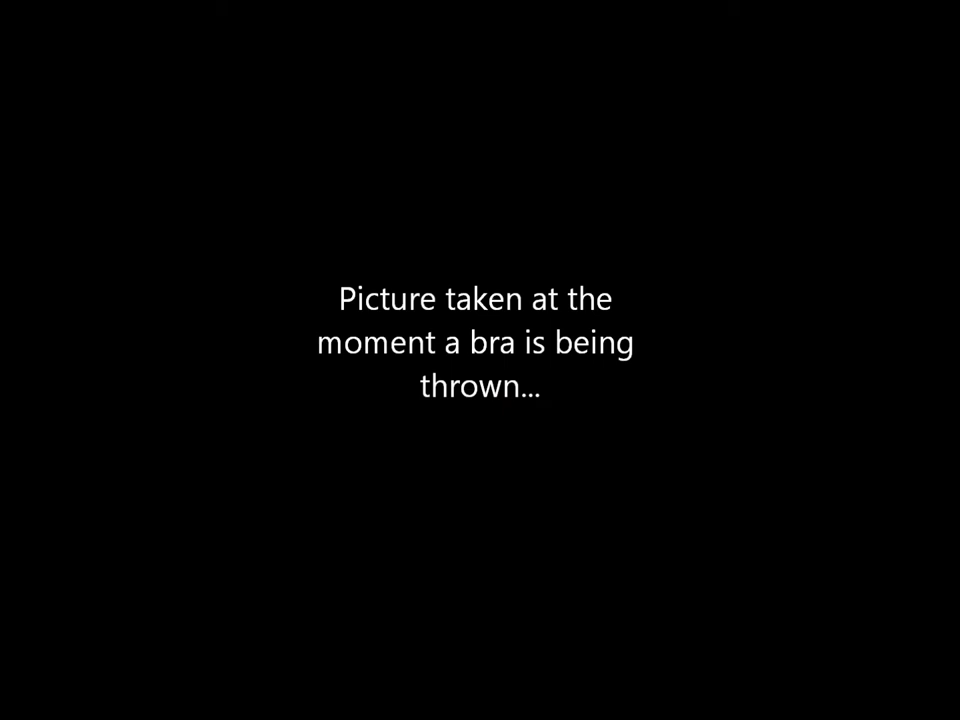 Picture taken at the
moment a bra is being
thrown...